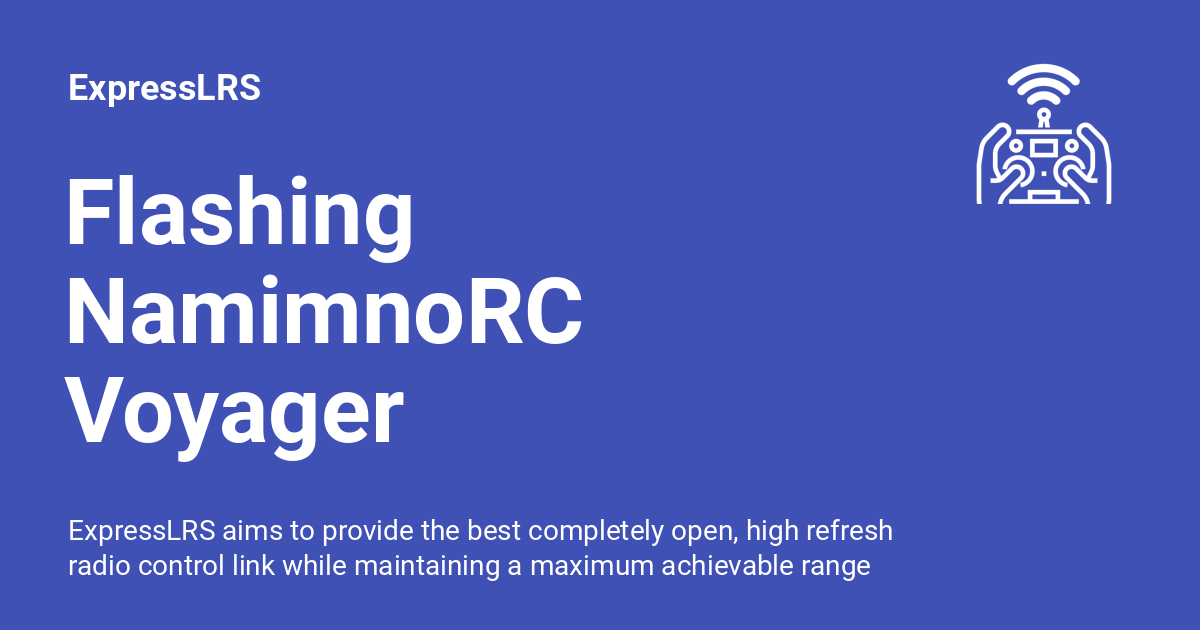 ExpressLRS
Flashing
NamimnoRC
Voyager
ExpressLRS aims to provide the best completely open, high refresh
radio control link while maintaining a maximum achievable range